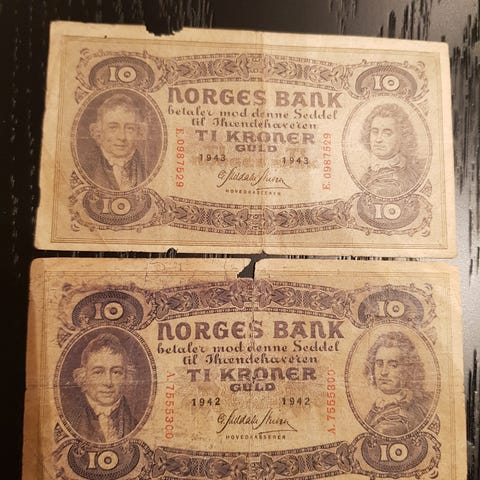 10 10
NORGES BANK
betaler mod denne Seddel
til Ihændehaveren
TI KRONER
GULD
1943 1943
HOVEDKASSERER
E.0987529
E.0987529
10 10
10 10
NORGES BANK
betaler mod denne Seddel
til Ihændehaveren
TI KRONER
GULD
1942 1942
HOVEDKASSERER
A.7555300
A.7555300
10 10